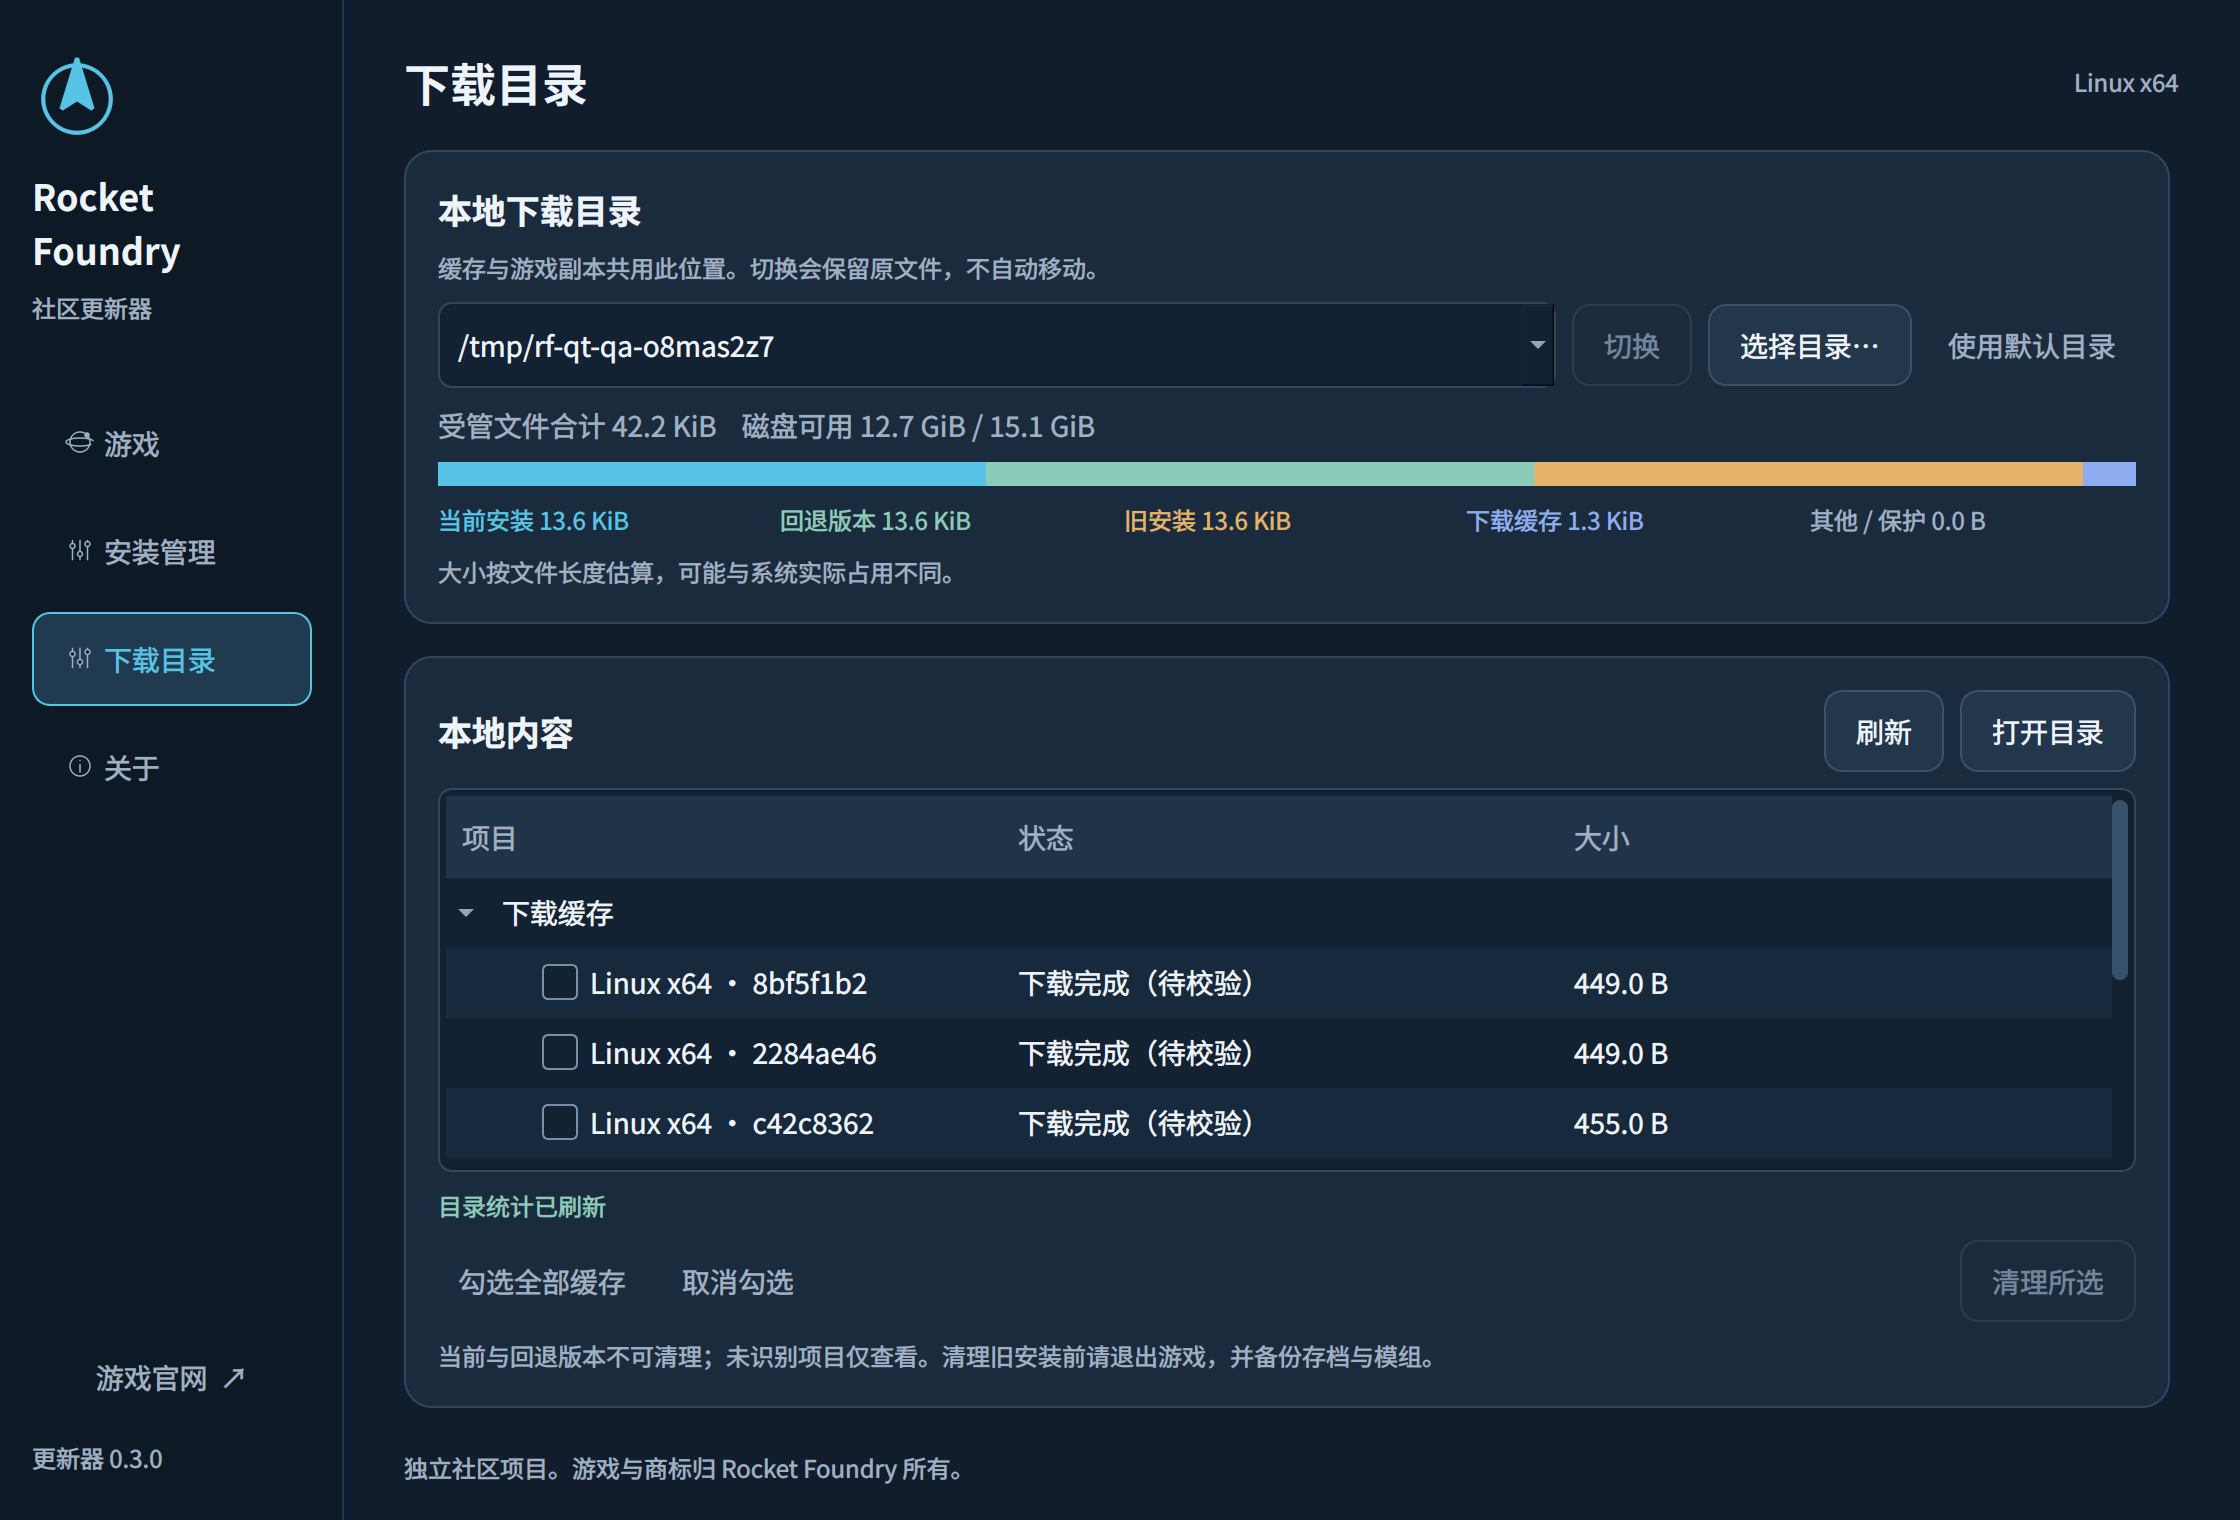 Rocket
Foundry
社区更新器
游戏
安装管理
下载目录
关于
游戏官网 ↗
更新器 0.3.0
下载目录
Linux x64
本地下载目录
缓存与游戏副本共用此位置。切换会保留原文件，不自动移动。
/tmp/rf-qt-qa-o8mas2z7
切换
选择目录…
使用默认目录
受管文件合计 42.2 KiB 磁盘可用 12.7 GiB / 15.1 GiB
当前安装 13.6 KiB
回退版本 13.6 KiB
旧安装 13.6 KiB
下载缓存 1.3 KiB
其他 / 保护 0.0 B
大小按文件长度估算，可能与系统实际占用不同。
本地内容
刷新
打开目录
项目 状态 大小
下载缓存
Linux x64 · 8bf5f1b2 下载完成（待校验） 449.0 B
Linux x64 · 2284ae46 下载完成（待校验） 449.0 B
Linux x64 · c42c8362 下载完成（待校验） 455.0 B
目录统计已刷新
勾选全部缓存
取消勾选
清理所选
当前与回退版本不可清理；未识别项目仅查看。清理旧安装前请退出游戏，并备份存档与模组。
独立社区项目。游戏与商标归 Rocket Foundry 所有。